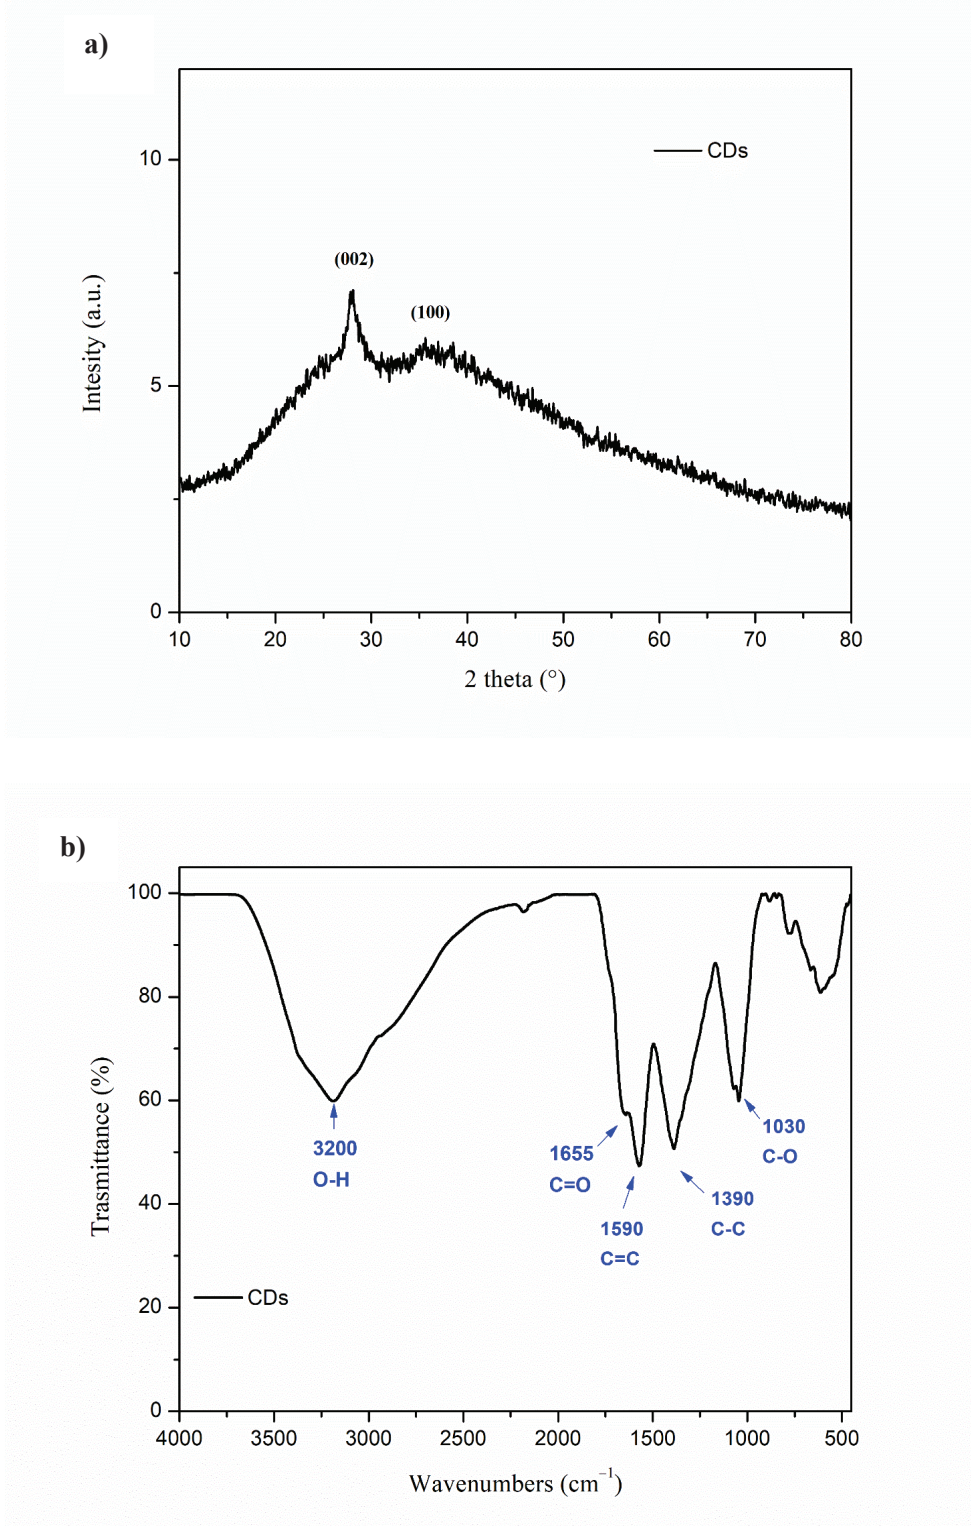 a)
CDs
(002)
(100)
10
5
0
Intesity (a.u.)
10 20 30 40 50 60 70 80
2 theta (°)
b)
100
80
60
40
20
0
Trasmittance (%)
3200
O-H
1655
C=O
1590
C=C
1390
C-C
1030
C-O
CDs
4000 3500 3000 2500 2000 1500 1000 500
Wavenumbers (cm⁻¹)